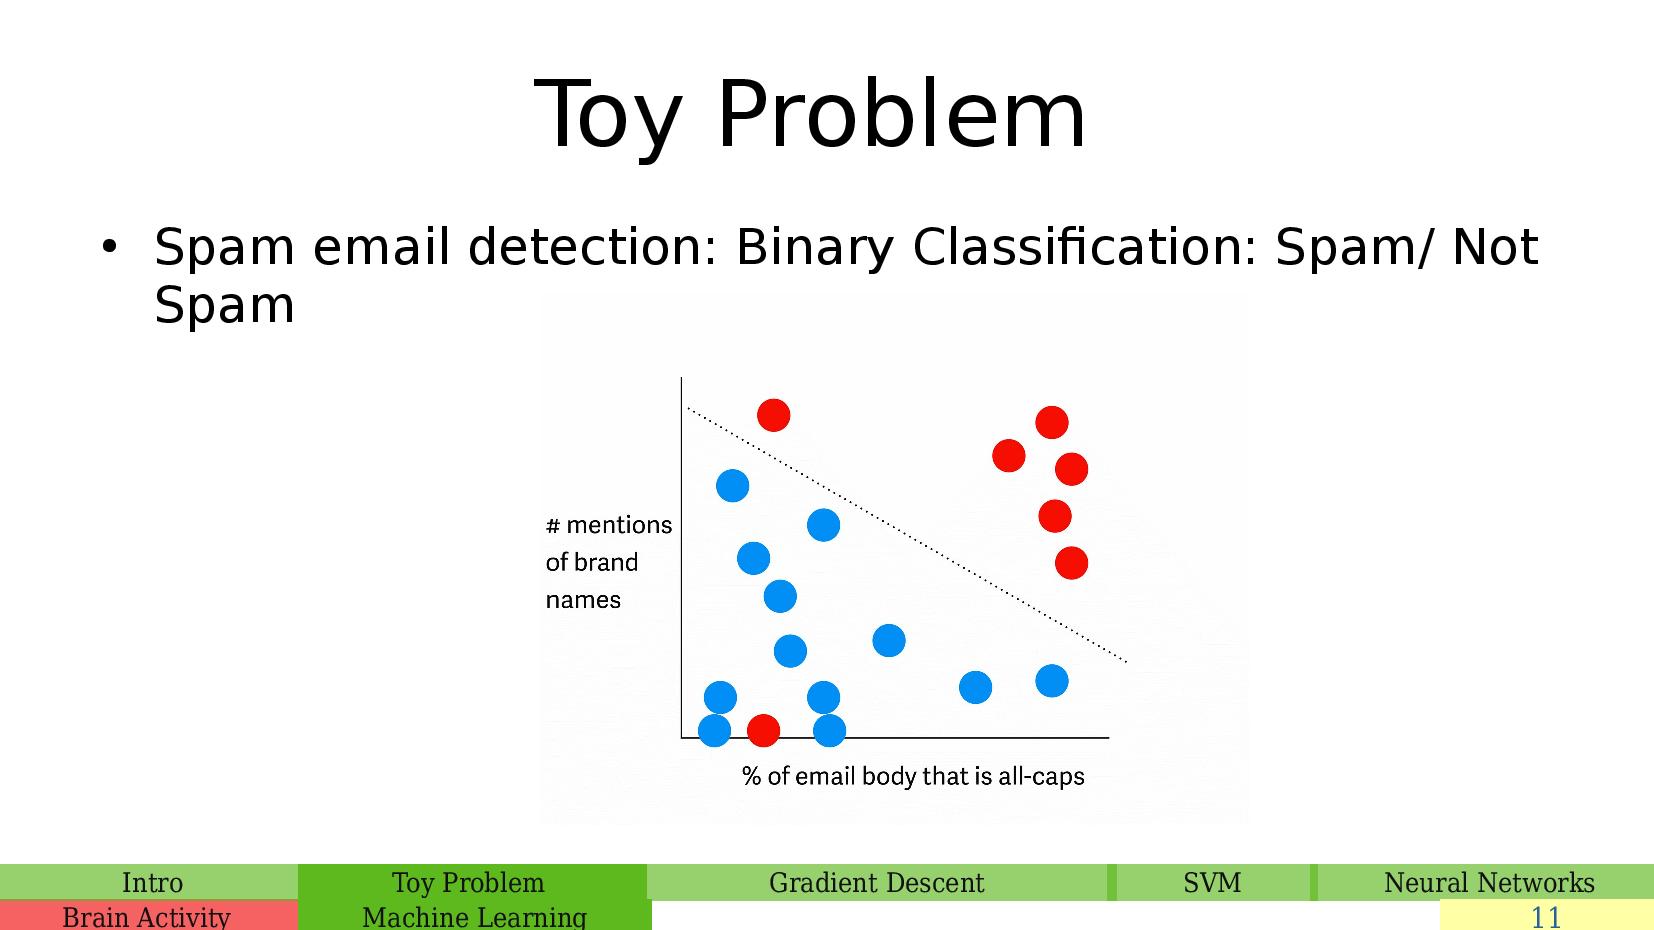 Toy Problem
• Spam email detection: Binary Classification: Spam/ Not
Spam
# mentions
of brand
names
% of email body that is all-caps
Intro
Toy Problem
Gradient Descent
SVM
Neural Networks
Brain Activity
Machine Learning
11